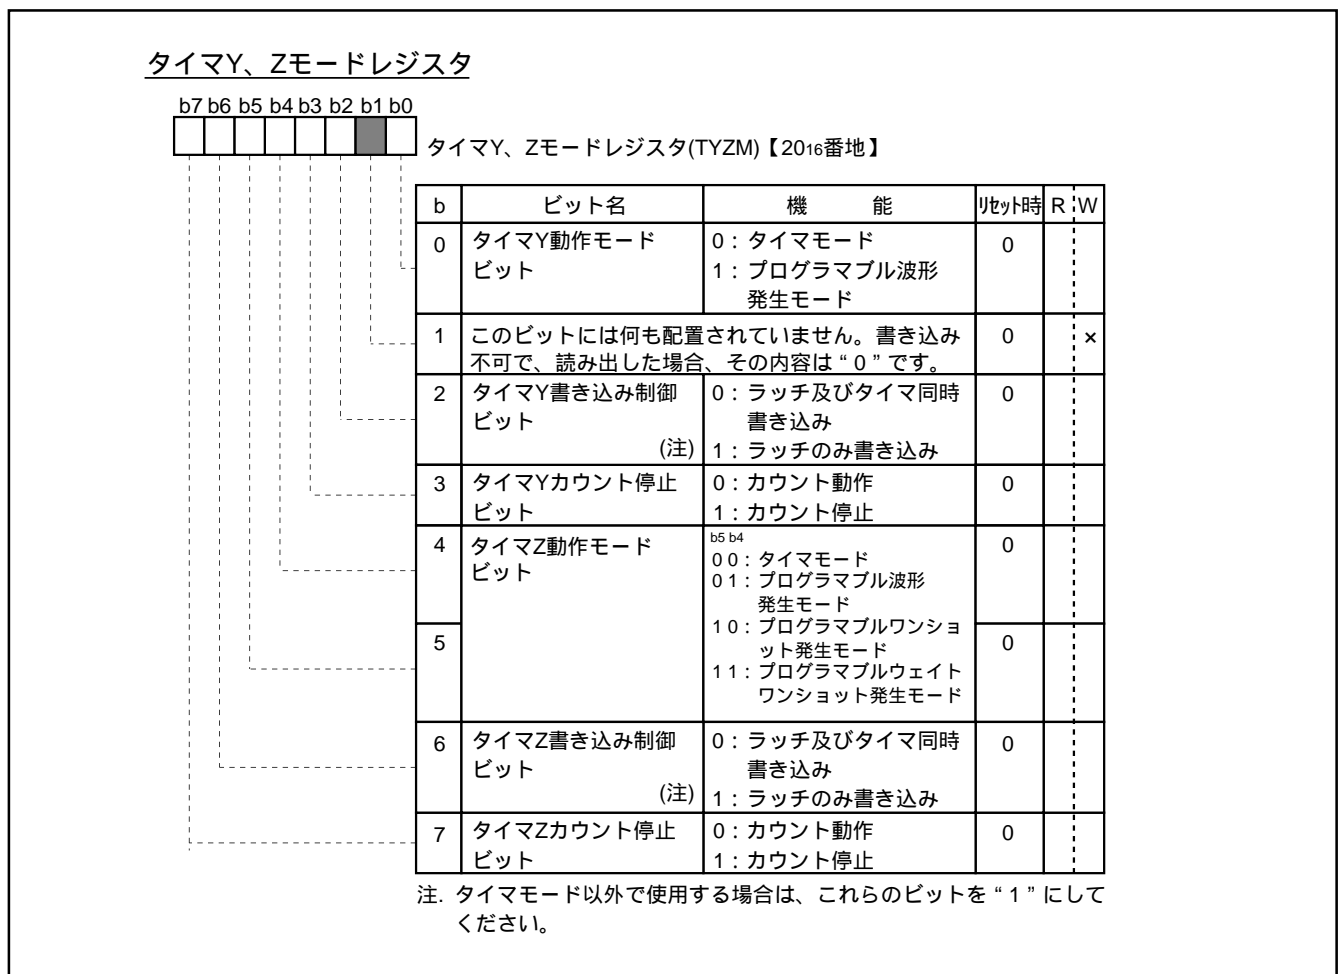 タイマY、Zモードレジスタ
b7 b6 b5 b4 b3 b2 b1 b0
タイマY、Zモードレジスタ(TYZM)【2016番地】
b ビット名 機 能 リセット時 R W
0 タイマY動作モード 0:タイマモード 0
ビット 1:プログラマブル波形
発生モード
1 このビットには何も配置されていません。書き込み 0 ×
不可で、読み出した場合、その内容は“0”です。
2 タイマY書き込み制御 0:ラッチ及びタイマ同時 0
ビット 書き込み
(注) 1:ラッチのみ書き込み
3 タイマYカウント停止 0:カウント動作 0
ビット 1:カウント停止
4 タイマZ動作モード b5 b4 0
ビット 00:タイマモード
01:プログラマブル波形
発生モード
5 10:プログラマブルワンショ 0
ット発生モード
11:プログラマブルウェイト
ワンショット発生モード
6 タイマZ書き込み制御 0:ラッチ及びタイマ同時 0
ビット 書き込み
(注) 1:ラッチのみ書き込み
7 タイマZカウント停止 0:カウント動作 0
ビット 1:カウント停止
注. タイマモード以外で使用する場合は、これらのビットを“1”にして
ください。